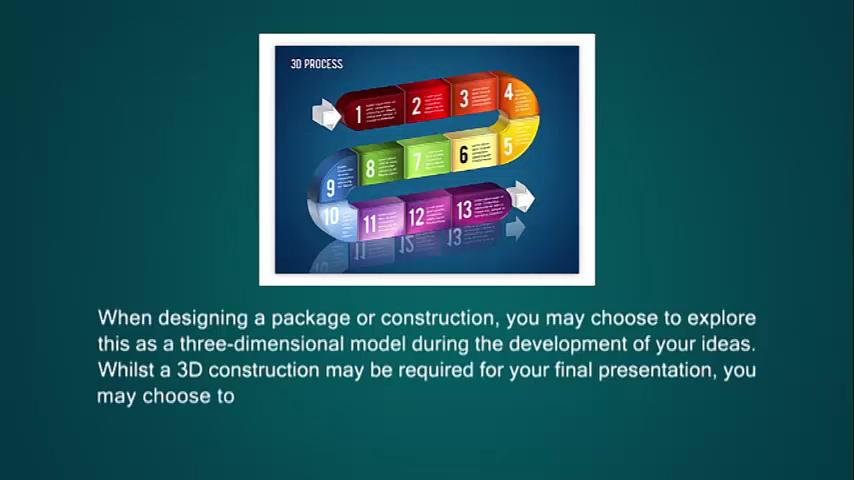 3D PROCESS
1
2
3
4
5
6
7
8
9
10
11
12
13
When designing a package or construction, you may choose to explore
this as a three-dimensional model during the development of your ideas.
Whilst a 3D construction may be required for your final presentation, you
may choose to